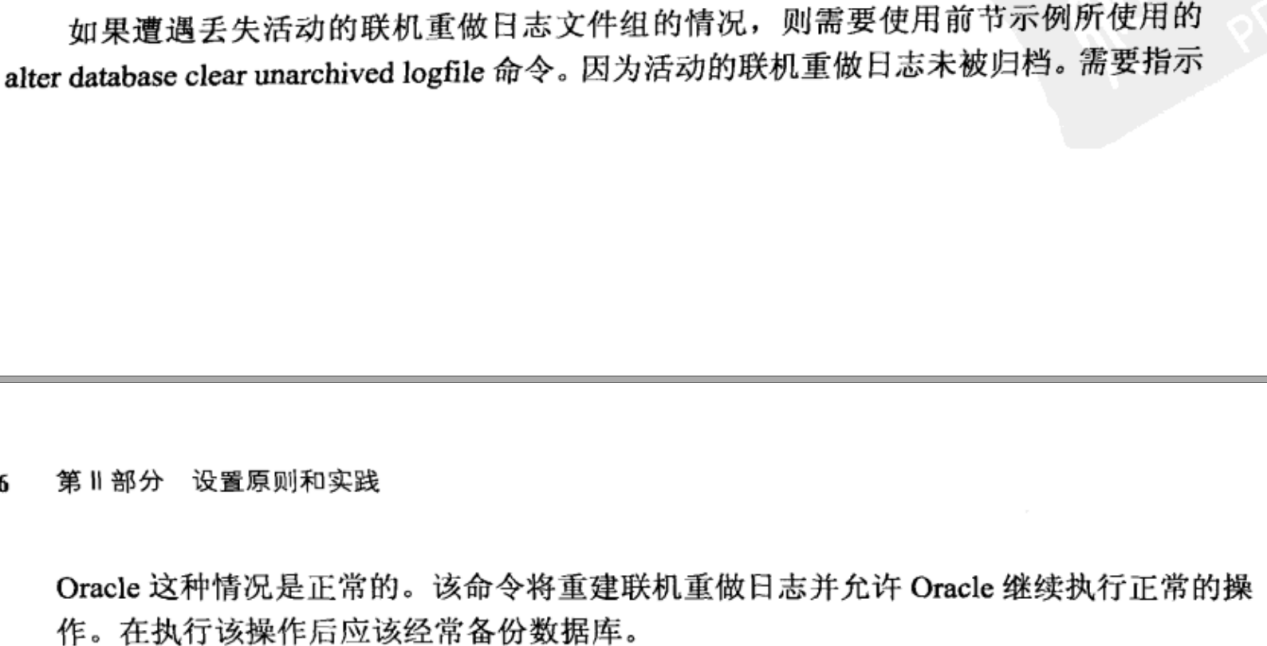 如果遭遇丢失活动的联机重做日志文件组的情况，则需要使用前节示例所使用的
alter database clear unarchived logfile 命令。因为活动的联机重做日志未被归档。需要指示
6 第 II 部分 设置原则和实践
Oracle 这种情况是正常的。该命令将重建联机重做日志并允许 Oracle 继续执行正常的操
作。在执行该操作后应该经常备份数据库。